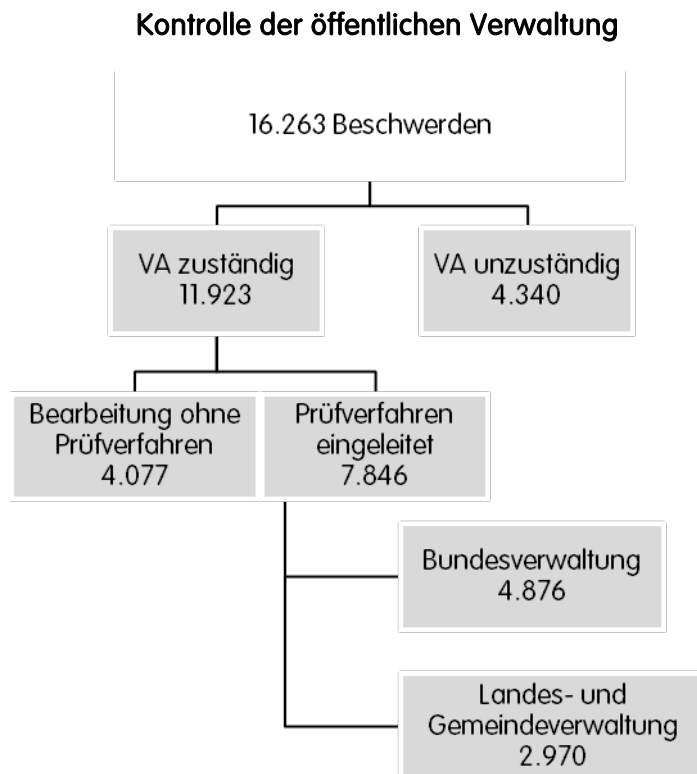 Kontrolle der öffentlichen Verwaltung
16.263 Beschwerden
VA zuständig
11.923
VA unzuständig
4.340
Bearbeitung ohne
Prüfverfahren
4.077
Prüfverfahren
eingeleitet
7.846
Bundesverwaltung
4.876
Landes- und
Gemeindeverwaltung
2.970